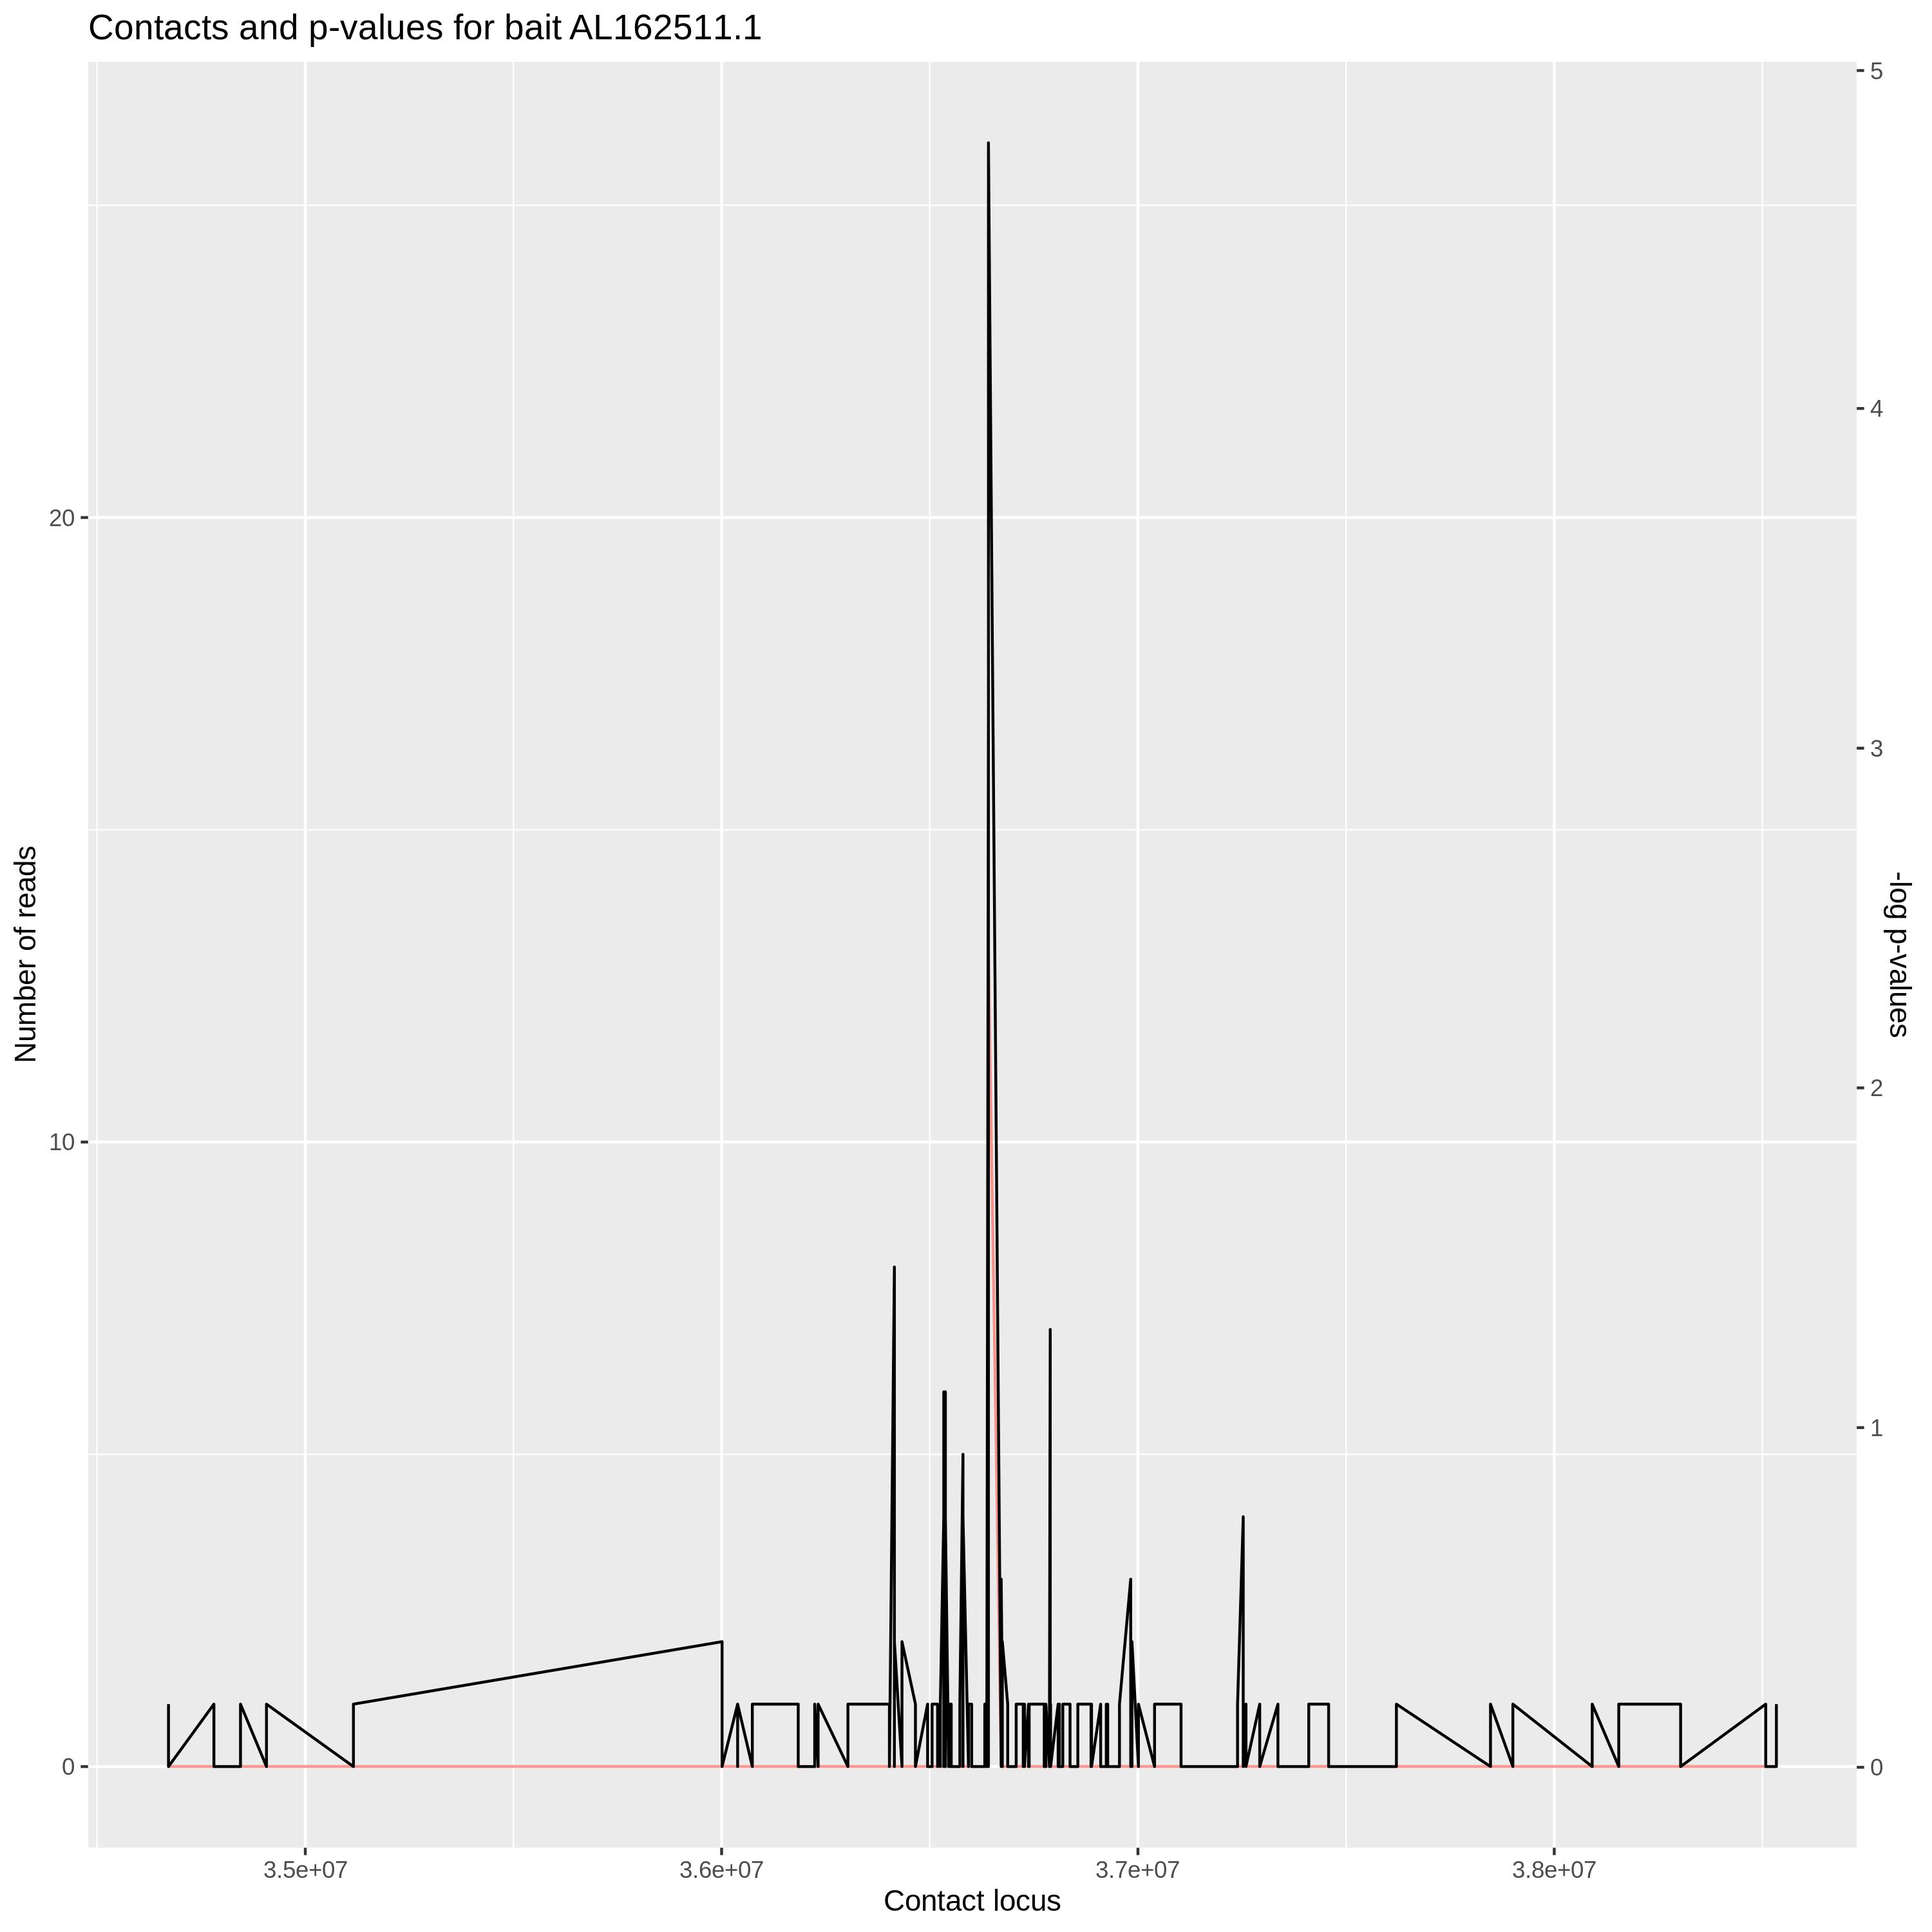 Contacts and p-values for bait AL162511.1
Number of reads
20
10
0
5
4
3
2
1
0
-log p-values
3.5e+07 3.6e+07 3.7e+07 3.8e+07
Contact locus